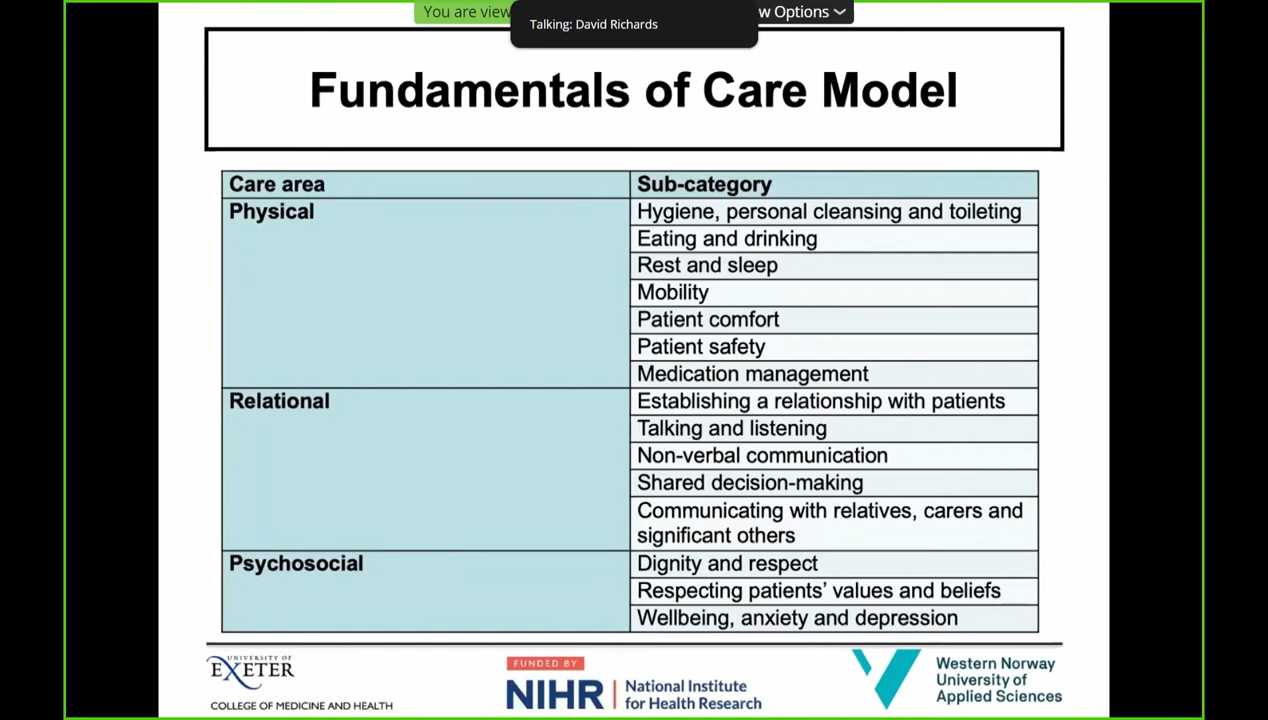 You are view
Talking: David Richards
w Options
Fundamentals of Care Model
Care area
Sub-category
Physical
Hygiene, personal cleansing and toileting
Eating and drinking
Rest and sleep
Mobility
Patient comfort
Patient safety
Medication management
Relational
Establishing a relationship with patients
Talking and listening
Non-verbal communication
Shared decision-making
Communicating with relatives, carers and
significant others
Psychosocial
Dignity and respect
Respecting patients' values and beliefs
Wellbeing, anxiety and depression
UNIVERSITY OF
EXETER
COLLEGE OF MEDICINE AND HEALTH
FUNDED BY
NIHR
National Institute
for Health Research
Western Norway
University of
Applied Sciences